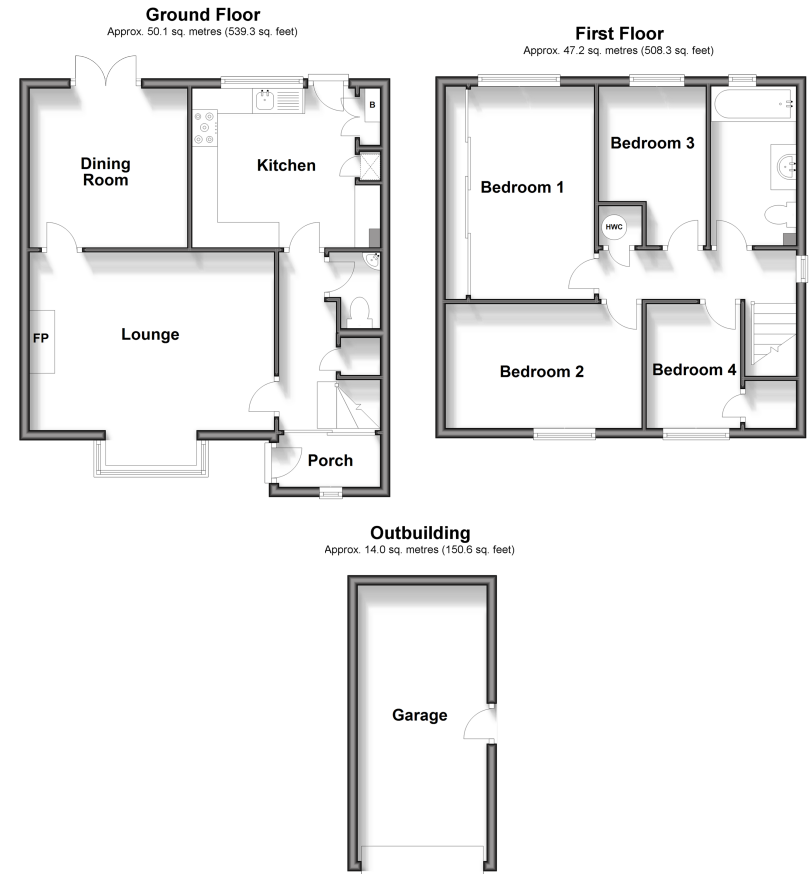 Ground Floor
Approx. 50.1 sq. metres (539.3 sq. feet)
Dining
Room
Kitchen
B
Lounge
FP
Porch
First Floor
Approx. 47.2 sq. metres (508.3 sq. feet)
Bedroom 1
Bedroom 3
HWC
Bedroom 2
Bedroom 4
Outbuilding
Approx. 14.0 sq. metres (150.6 sq. feet)
Garage